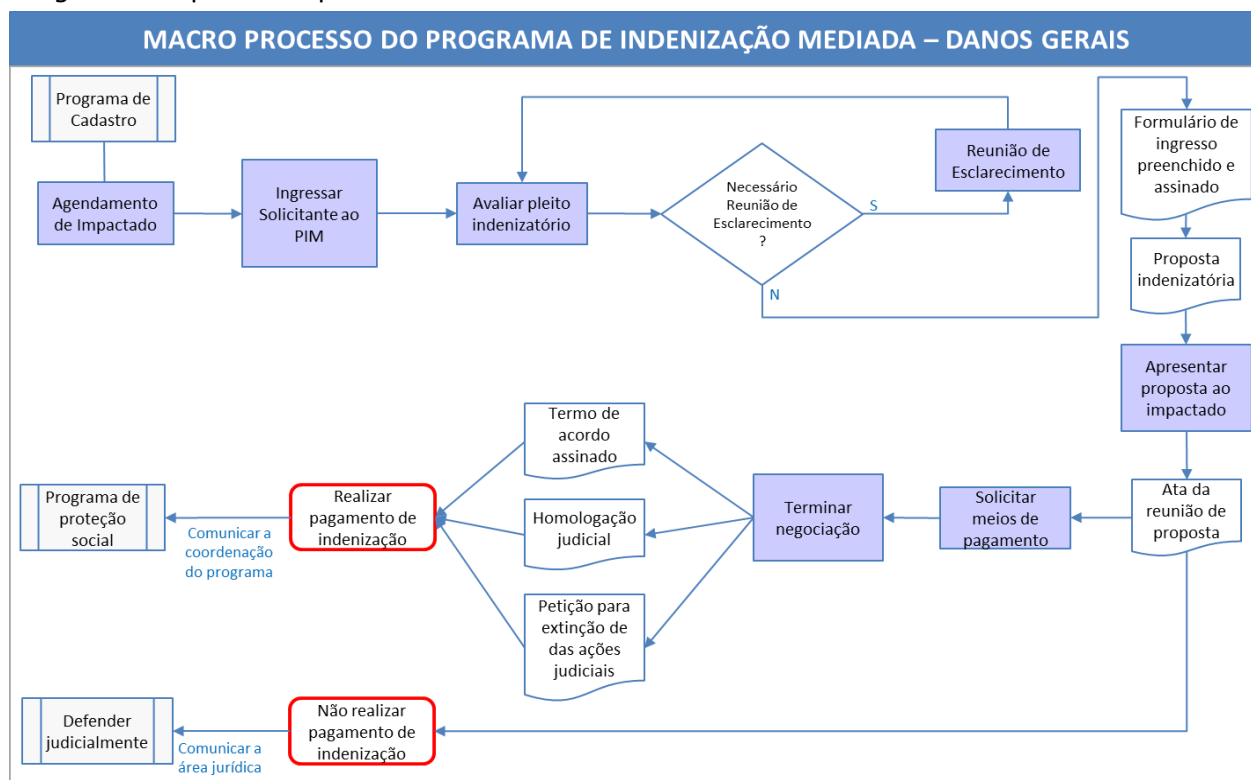 MACRO PROCESSO DO PROGRAMA DE INDENIZAÇÃO MEDIADA – DANOS GERAIS
Programa de
Cadastro
Agendamento
de Impactado
Ingressar
Solicitante ao
PIM
Avaliar pleito
indenizatório
Necessário
Reunião de
Esclarecimento
?
S
N
Reunião de
Esclarecimento
Formulário de
ingresso
preenchido e
assinado
Proposta
indenizatória
Apresentar
proposta ao
impactado
Ata da
reunião de
proposta
Solicitar
meios de
pagamento
Terminar
negociação
Termo de
acordo
assinado
Homologação
judicial
Petição para
extinção de
das ações
judiciais
Realizar
pagamento de
indenização
Comunicar a
coordenação
do programa
Programa de
proteção
social
Não realizar
pagamento de
indenização
Comunicar a
área jurídica
Defender
judicialmente